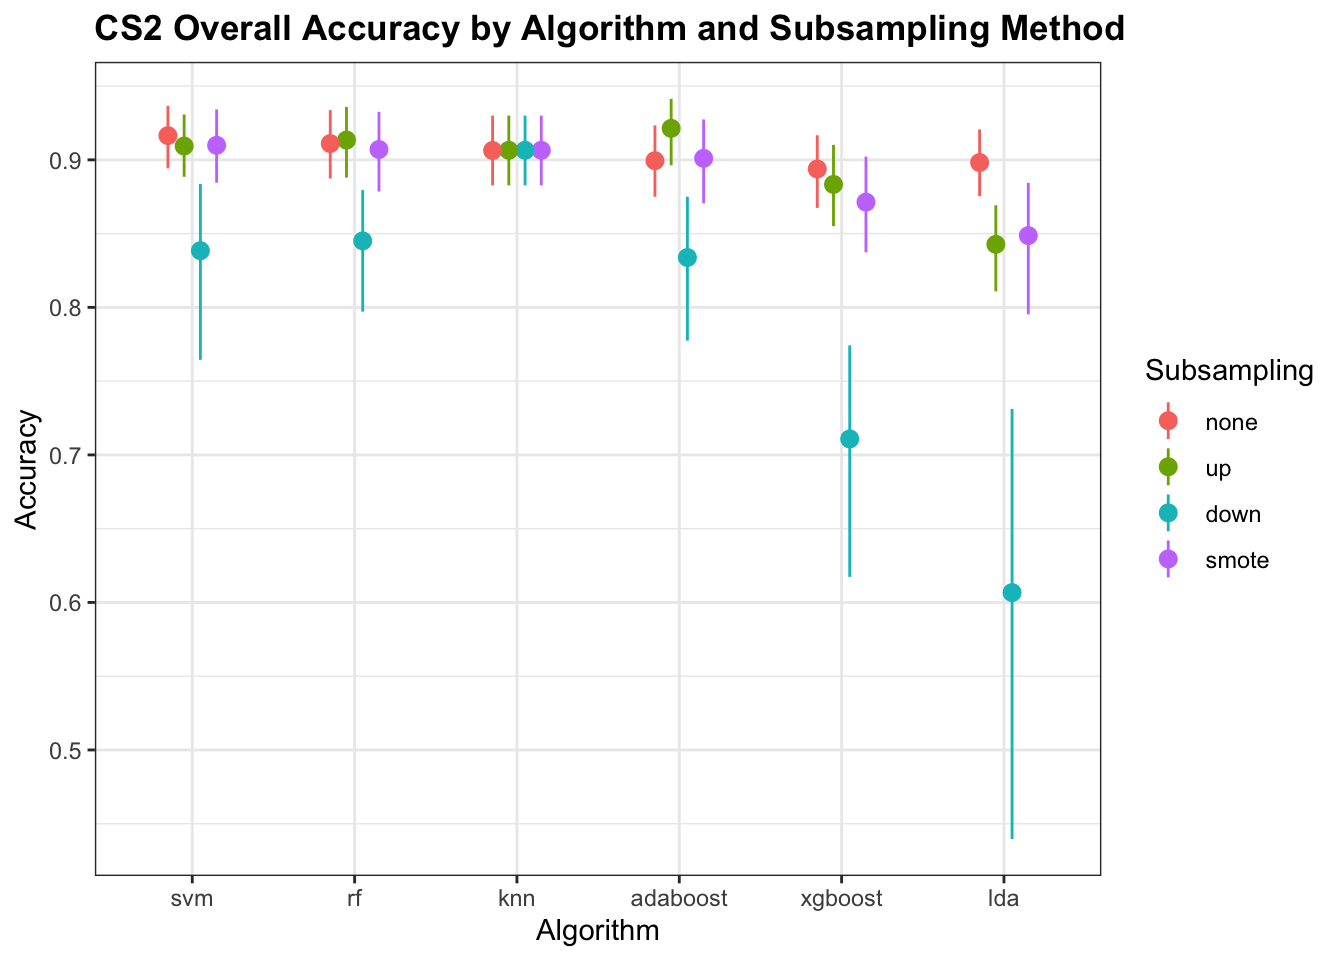 CS2 Overall Accuracy by Algorithm and Subsampling Method
Accuracy
0.9
0.8
0.7
0.6
0.5
svm rf knn adaboost xgboost lda
Algorithm
Subsampling
none
up
down
smote